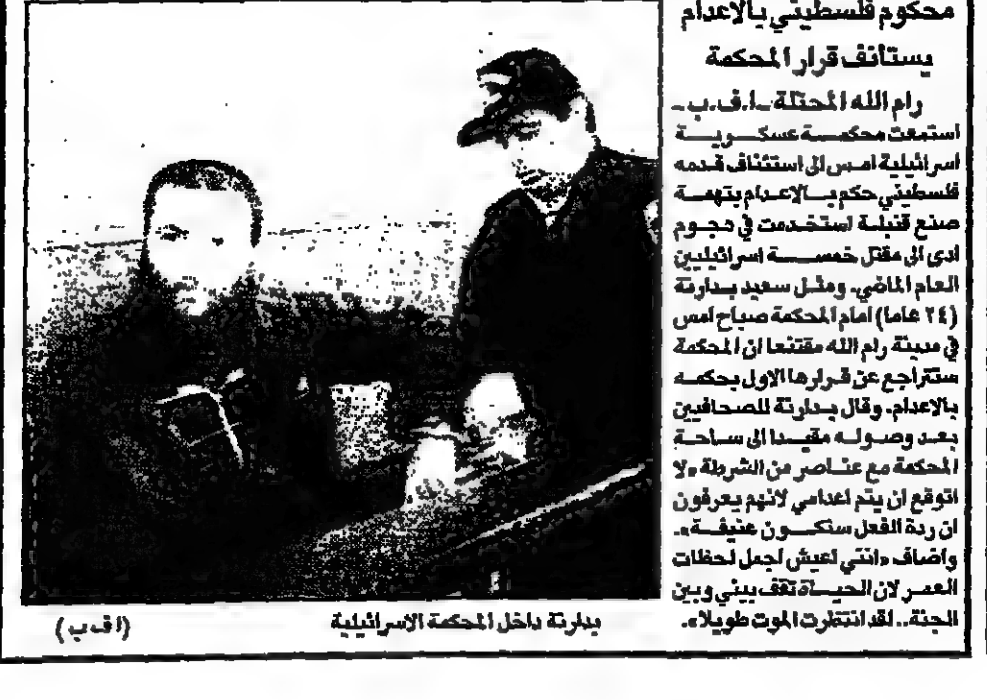 محكوم فلسطيني بالاعدام
يستأنف قرار المحكمة
رام الله المحتلة ـ ا. ف. ب ـ
استمعت محكمة عسكرية
اسرائيلية امس الى استئناف قدمه
فلسطيني حكم بالاعدام بتهمة
صنع قنبلة استخدمت في هجوم
ادى الى مقتل خمسة اسرائيليين
العام الماضي. ومثل سعيد بدارنة
(٢٤ عاما) امام المحكمة صباح امس
في مدينة رام الله مقتنعا ان المحكمة
ستتراجع عن قرارها الاول بحكمه
بالاعدام. وقال بدارنة للصحافيين
بعد وصوله مقيدا الى ساحة
المحكمة مع عناصر من الشرطة «لا
اتوقع ان يتم اعدامي لانهم يعرفون
ان ردة الفعل ستكون عنيفة».
واضاف «انني اعيش اجمل لحظات
العمر لان الحياة تقف بيني وبين
الجنة.. لقد انتظرت الموت طويلا».
بدارنة داخل المحكمة الاسرائيلية
(ا ف ب)